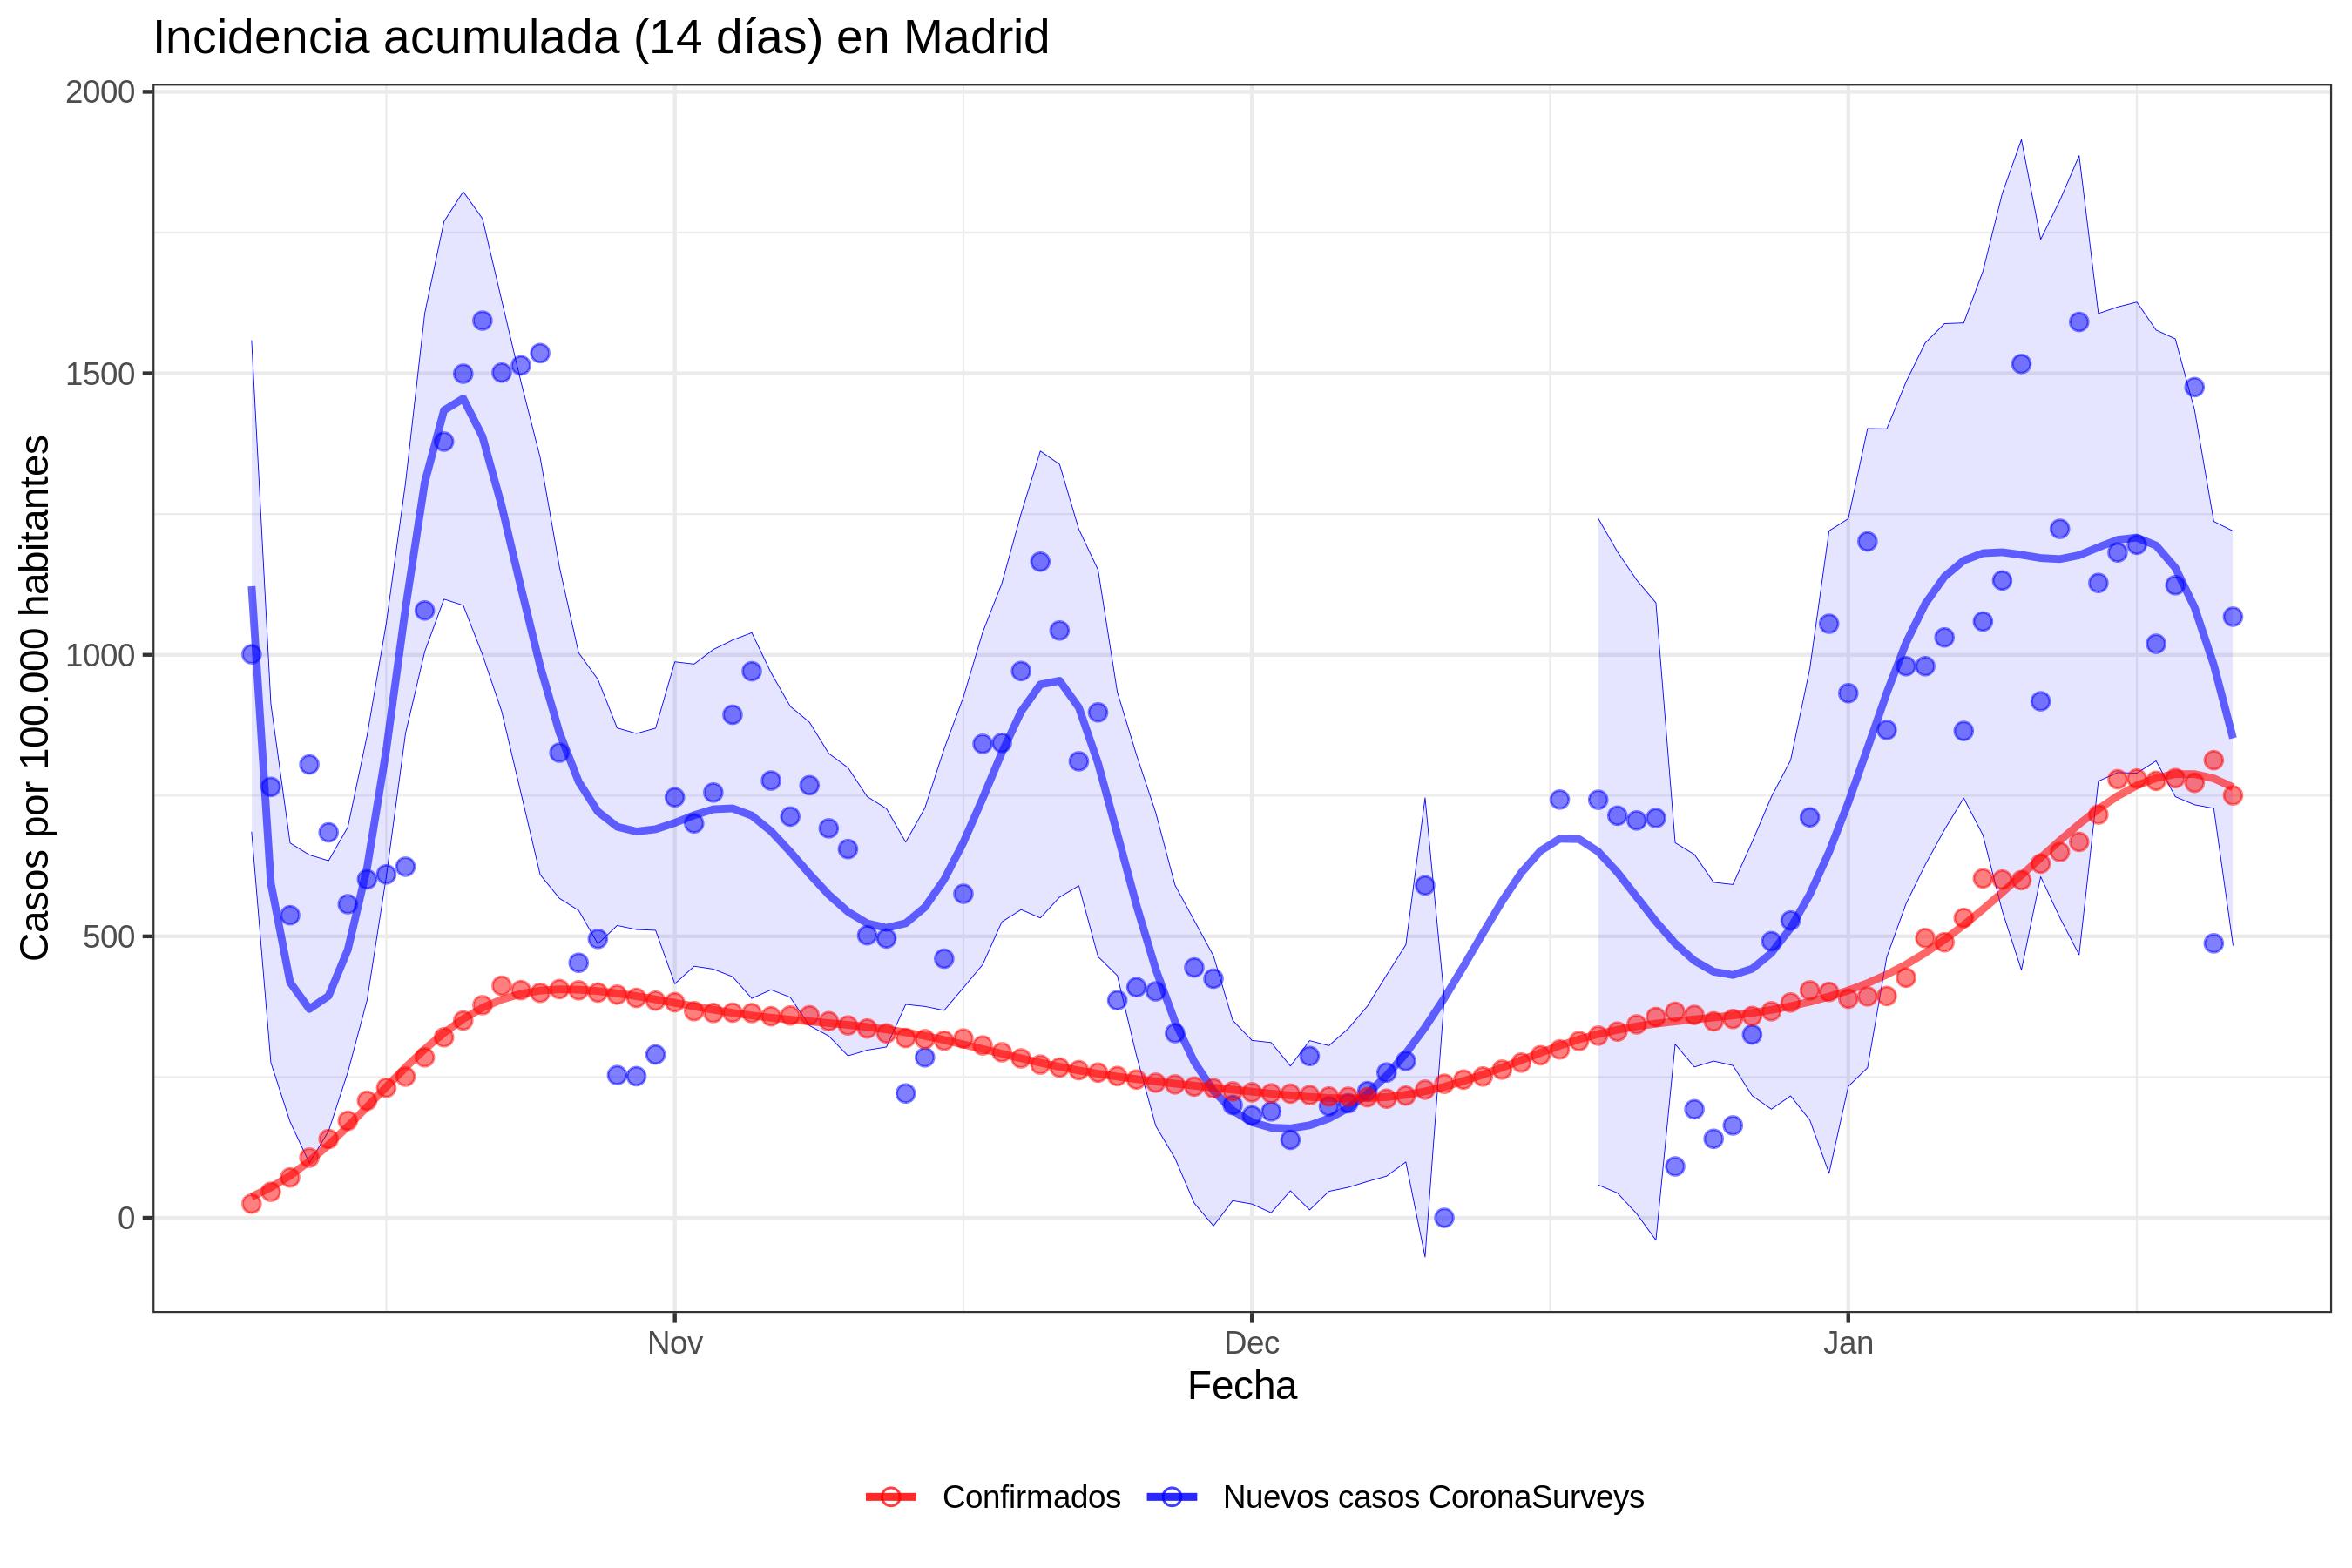 Incidencia acumulada (14 días) en Madrid
Casos por 100.000 habitantes
2000
1500
1000
500
0
Nov Dec Jan
Fecha
Confirmados Nuevos casos CoronaSurveys